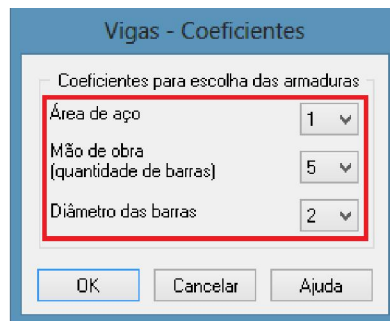 Vigas - Coeficientes
Coeficientes para escolha das armaduras
Área de aço
1
Mão de obra
(quantidade de barras)
5
Diâmetro das barras
2
OK
Cancelar
Ajuda